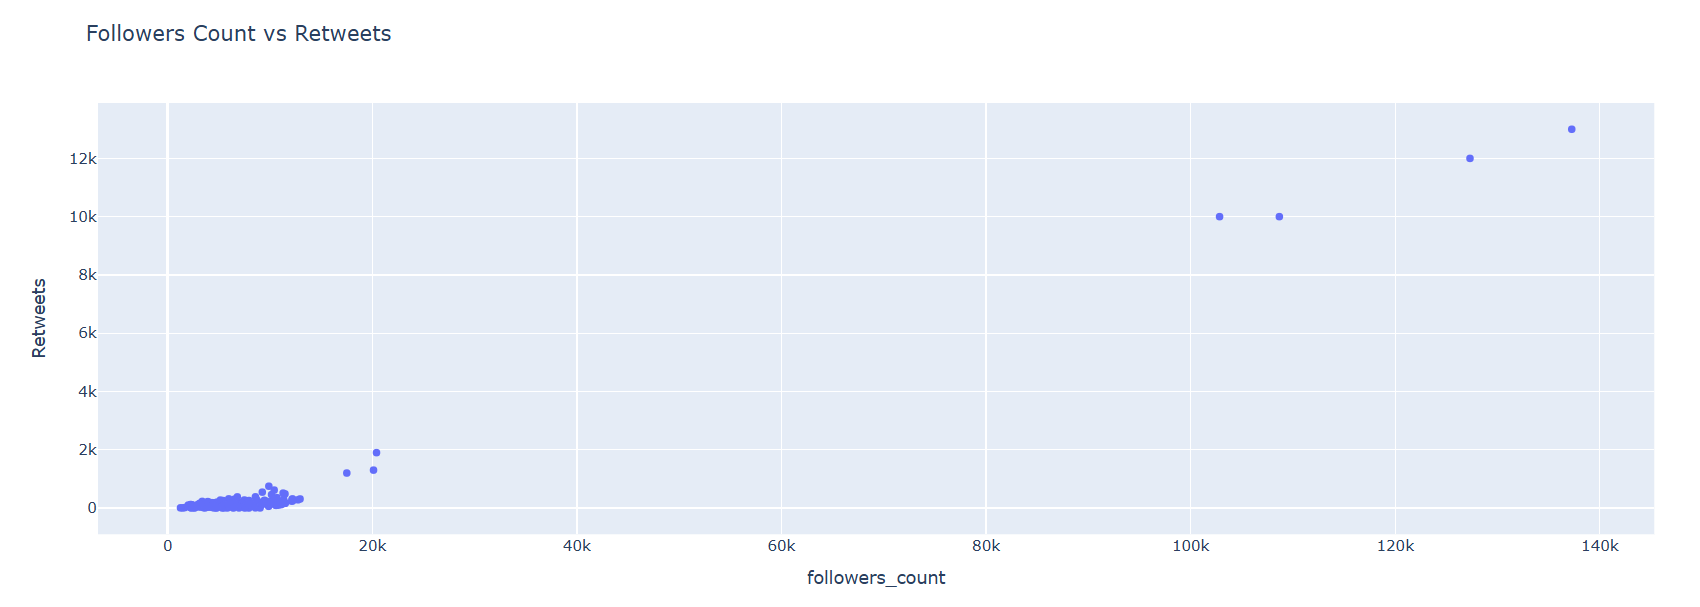 Followers Count vs Retweets
12k
10k
8k
6k
4k
2k
0
Retweets
0 20k 40k 60k 80k 100k 120k 140k
followers_count